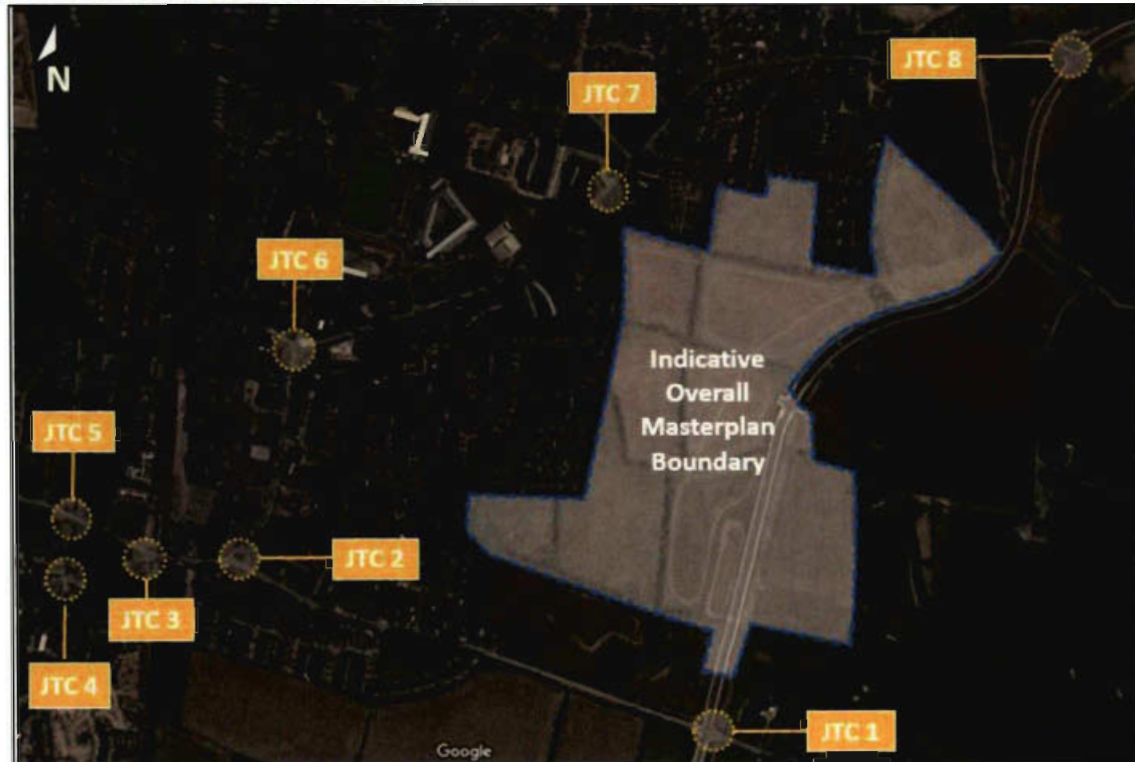 JTC 8
JTC 7
N
JTC 6
Indicative
Overall
Masterplan
Boundary
JTC 5
JTC 2
JTC 3
JTC 4
JTC 1
Google